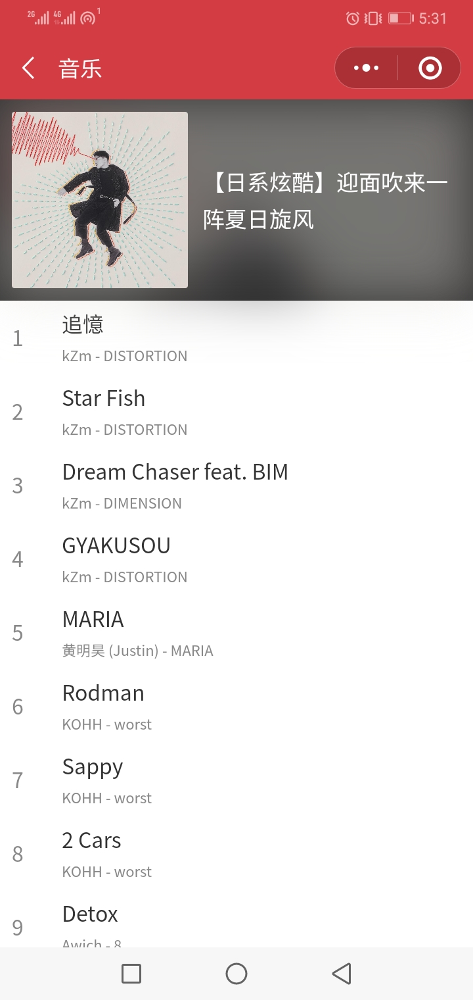 2G 4G 1 5:31
音乐
【日系炫酷】迎面吹来一
阵夏日旋风
1
追憶
kZm - DISTORTION
2
Star Fish
kZm - DISTORTION
3
Dream Chaser feat. BIM
kZm - DIMENSION
4
GYAKUSOU
kZm - DISTORTION
5
MARIA
黄明昊 (Justin) - MARIA
6
Rodman
KOHH - worst
7
Sappy
KOHH - worst
8
2 Cars
KOHH - worst
9
Detox
Awich - 8